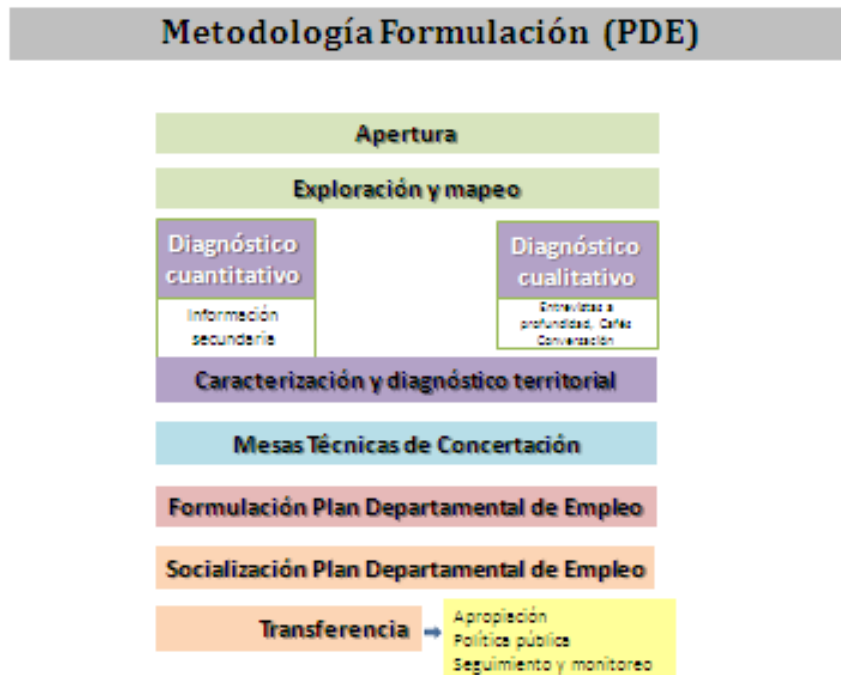 Metodología Formulación (PDE)
Apertura
Exploración y mapeo
Diagnóstico
cuantitativo
Información
secundaria
Diagnóstico
cualitativo
Entrevistas a
profundidad, Cafés
Conversación
Caracterización y diagnóstico territorial
Mesas Técnicas de Concertación
Formulación Plan Departamental de Empleo
Socialización Plan Departamental de Empleo
Transferencia
Apropiación
Política pública
Seguimiento y monitoreo